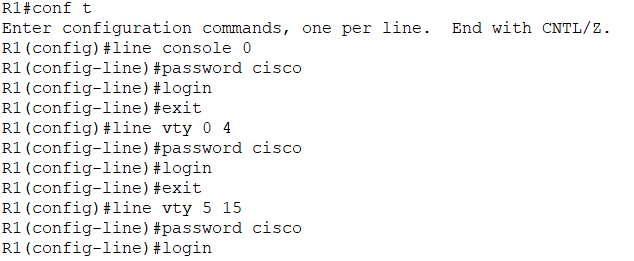 R1#conf t
Enter configuration commands, one per line.  End with CNTL/Z.
R1(config)#line console 0
R1(config-line)#password cisco
R1(config-line)#login
R1(config-line)#exit
R1(config)#line vty 0 4
R1(config-line)#password cisco
R1(config-line)#login
R1(config-line)#exit
R1(config)#line vty 5 15
R1(config-line)#password cisco
R1(config-line)#login